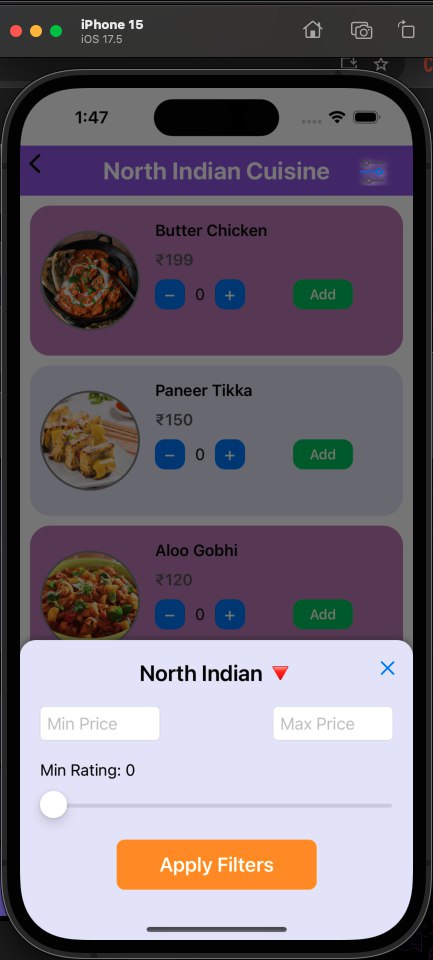 iPhone 15
iOS 17.5
1:47
North Indian Cuisine
Butter Chicken
₹199
− 0 + Add
Paneer Tikka
₹150
− 0 + Add
Aloo Gobhi
₹120
− 0 + Add
North Indian 🔻
Min Price Max Price
Min Rating: 0
Apply Filters